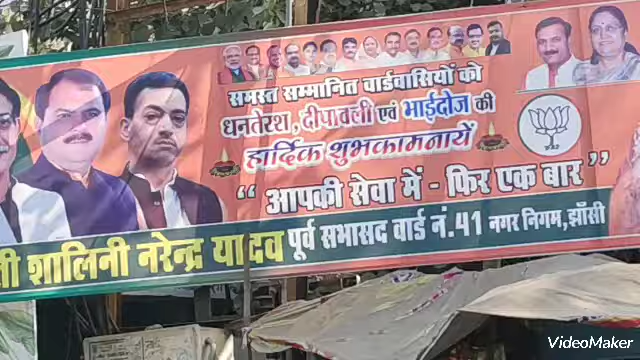 समस्त सम्मानित वार्डवासियों को
धनतेरश, दीपावली एवं भाईदोज की
हार्दिक शुभकामनायें
“ आपकी सेवा में - फिर एक बार ”
शालिनी नरेन्द्र यादव पूर्व सभासद वार्ड नं.41 नगर निगम,झाँसी
VideoMaker